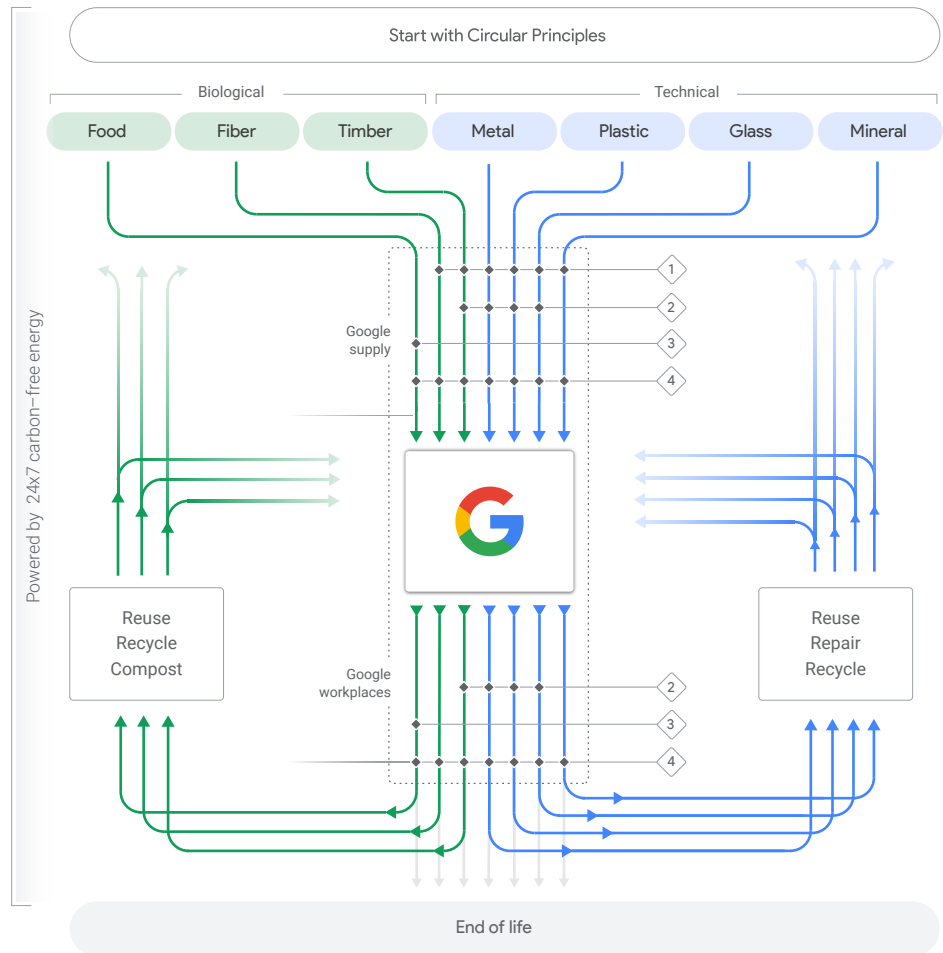 Start with Circular Principles
Biological
Technical
Food
Fiber
Timber
Metal
Plastic
Glass
Mineral
1
2
Google
supply
3
4
Powered by 24x7 carbon-free energy
Reuse
Recycle
Compost
Reuse
Repair
Recycle
Google
workplaces
2
3
4
End of life